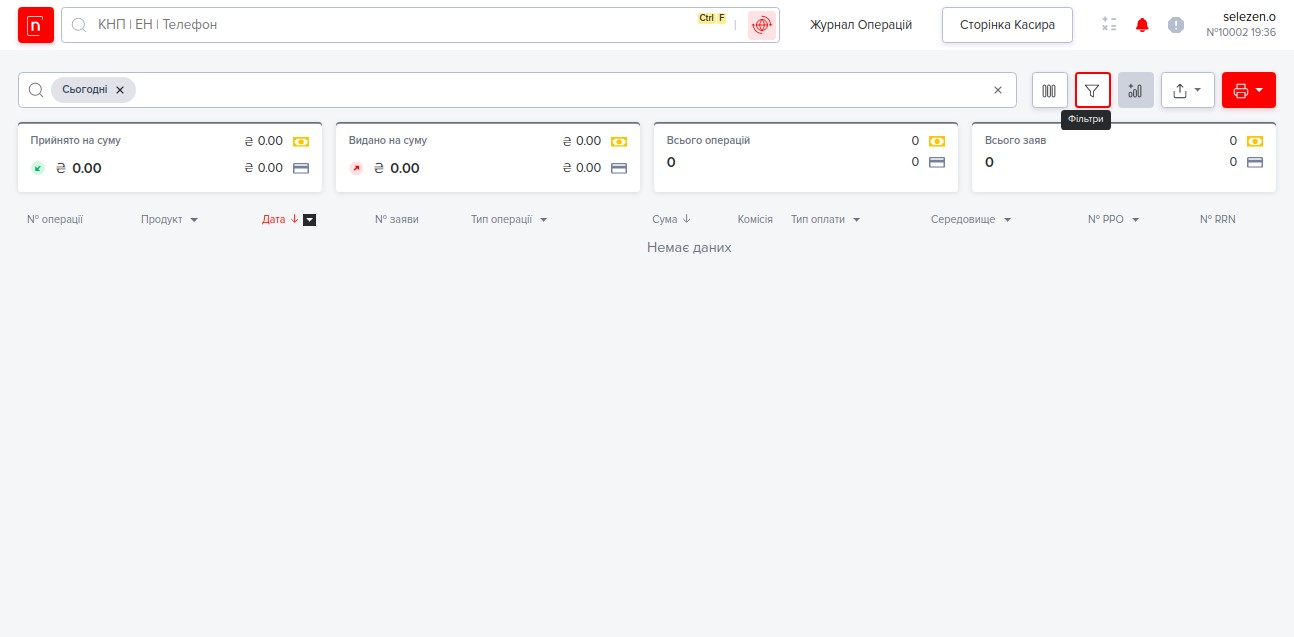 n
КНП | ЕН | Телефон
Ctrl F
Журнал Операцій
Сторінка Касира
selezen.o
№10002 19:36
Сьогодні
Фільтри
Прийнято на суму
₴ 0.00
₴ 0.00
₴ 0.00
Видано на суму
₴ 0.00
₴ 0.00
₴ 0.00
Всього операцій
0
0
0
Всього заяв
0
0
0
№ операції Продукт Дата № заяви Тип операції Сума Комісія Тип оплати Середовище № РРО № RRN
Немає даних